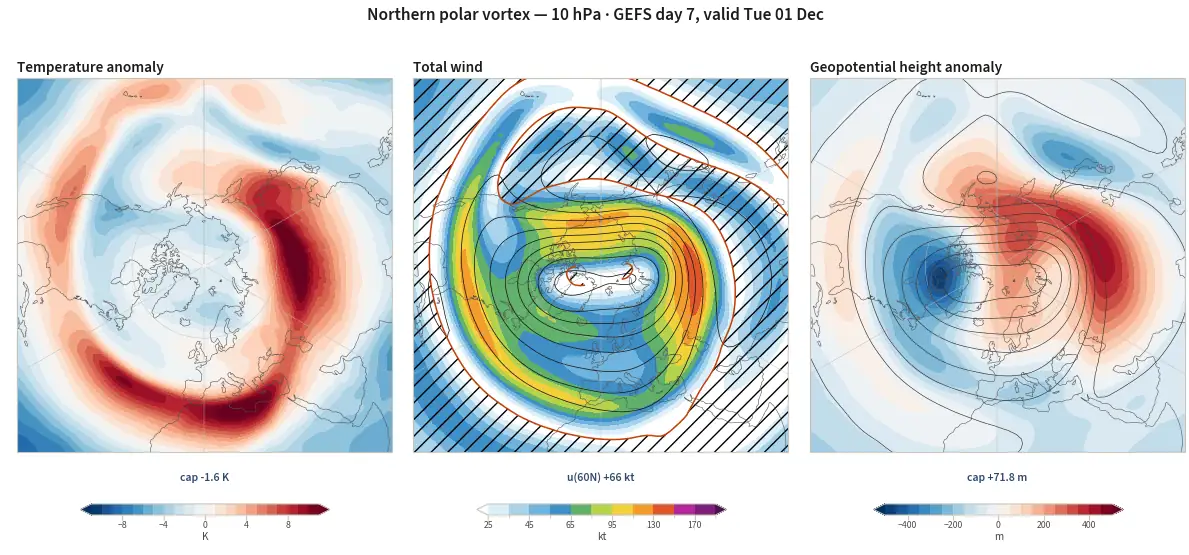 Northern polar vortex — 10 hPa · GEFS day 7, valid Tue 01 Dec
Temperature anomaly
Total wind
Geopotential height anomaly
cap -1.6 K
u(60N) +66 kt
cap +71.8 m
−8 −4 0 4 8
K
25 45 65 95 130 170
kt
−400 −200 0 200 400
m